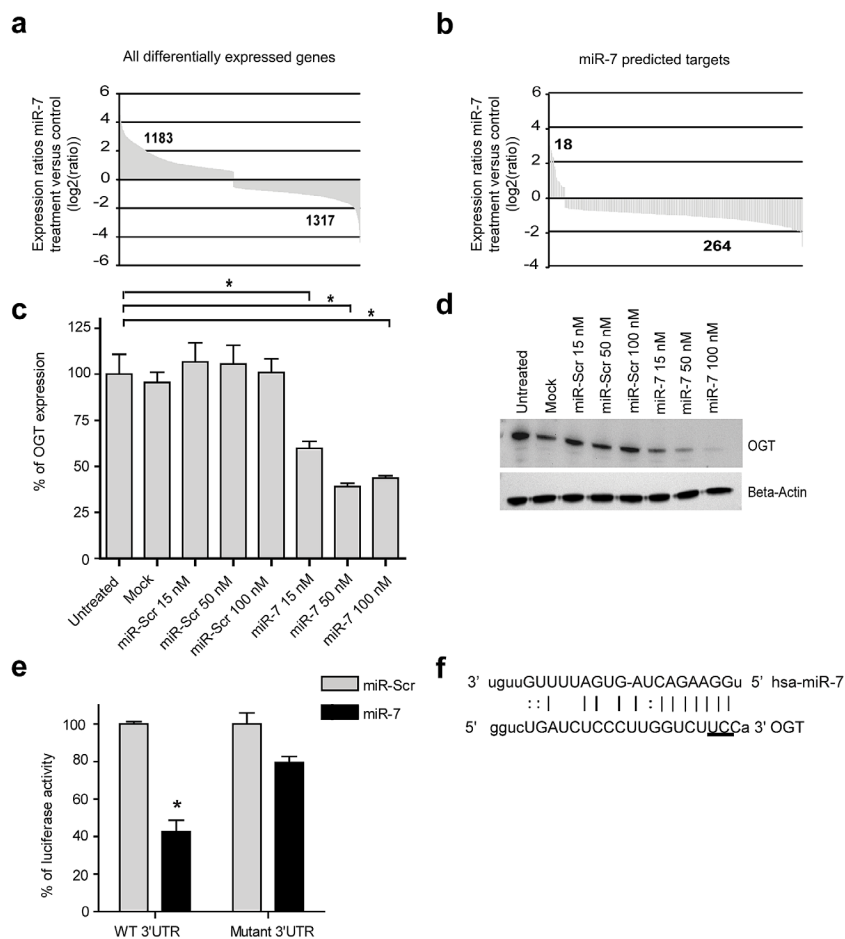 a
All differentially expressed genes
Expression ratios miR-7
treatment versus control
(log2(ratio))
6
4
2
0
-2
-4
-6
1183
1317
b
miR-7 predicted targets
Expression ratios miR-7
treatment versus control
(log2(ratio))
6
4
2
0
-2
-4
18
264
c
*
*
*
% of OGT expression
125
100
75
50
25
0
Untreated
Mock
miR-Scr 15 nM
miR-Scr 50 nM
miR-Scr 100 nM
miR-7 15 nM
miR-7 50 nM
miR-7 100 nM
d
Untreated
Mock
miR-Scr 15 nM
miR-Scr 50 nM
miR-Scr 100 nM
miR-7 15 nM
miR-7 50 nM
miR-7 100 nM
OGT
Beta-Actin
e
miR-Scr
miR-7
% of luciferase activity
100
80
60
40
20
0
*
WT 3'UTR
Mutant 3'UTR
f
3' uguuGUUUUAGUG-AUCAGAAGGu 5' hsa-miR-7
5' ggucUGAUCUCCCUUGGUCUUCCa 3' OGT